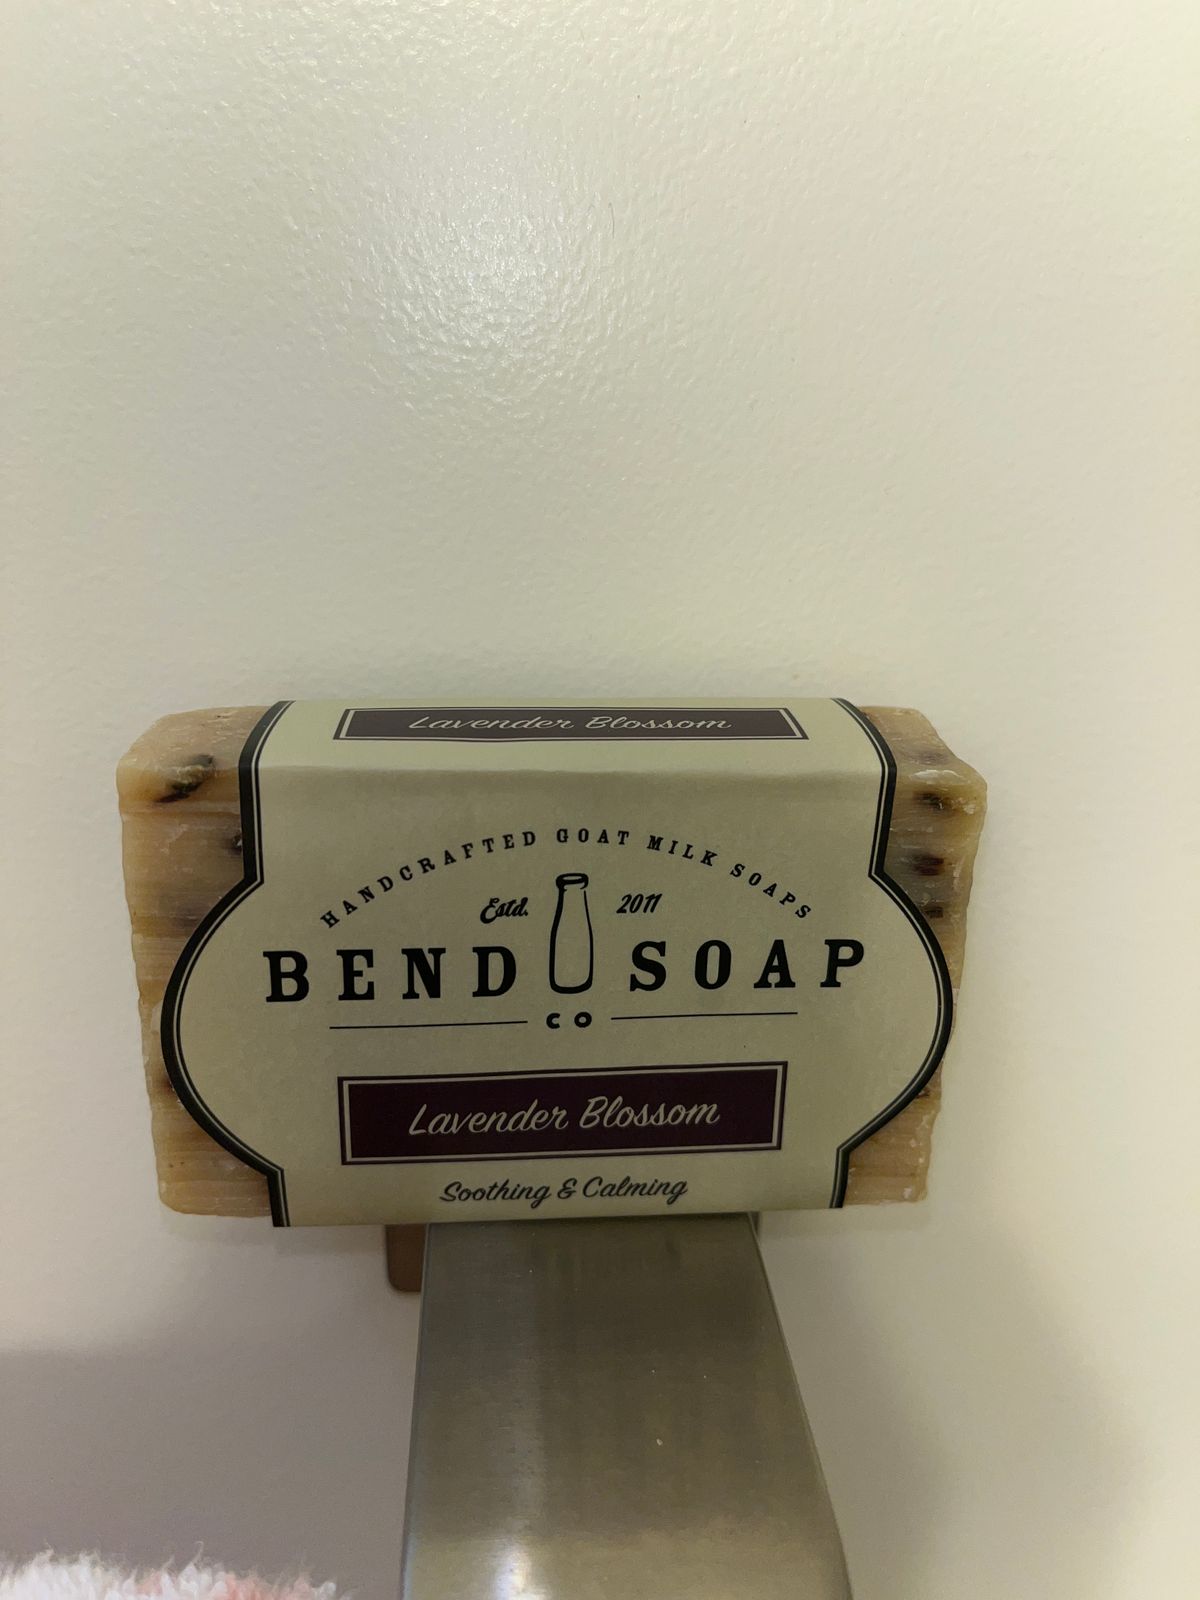 Lavender Blossom
HANDCRAFTED GOAT MILK SOAPS
Estd. 2011
BEND SOAP
CO
Lavender Blossom
Soothing & Calming